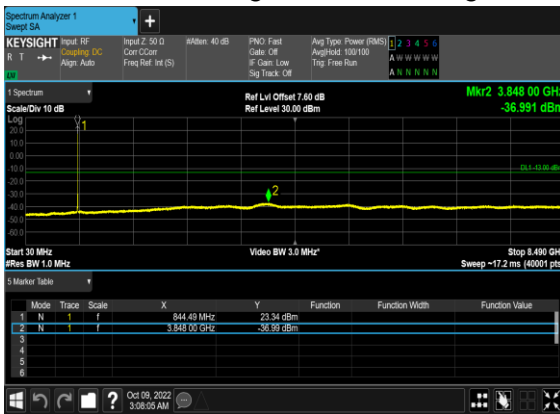 Spectrum Analyzer 1
Swept SA
+
KEYSIGHT Input: RF Input Z: 50 Ω #Atten: 40 dB PNO: Fast Avg Type: Power (RMS) 1 2 3 4 5 6
R T Coupling: DC Corr CCorr Gate: Off Avg|Hold: 100/100 A W W W W W
Align: Auto Freq Ref: Int (S) IF Gain: Low Trig: Free Run
LV Sig Track: Off A N N N N N
1 Spectrum Ref Lvl Offset 7.60 dB Mkr2 3.848 00 GHz
Scale/Div 10 dB Ref Level 30.00 dBm -36.991 dBm
Log
20.0 1
10.0
0.00
-10.0 DL1 -13.00 dBm
-20.0
-30.0 2
-40.0
-50.0
-60.0
Start 30 MHz Video BW 3.0 MHz* Stop 8.490 GHz
#Res BW 1.0 MHz Sweep ~17.2 ms (40001 pts)
5 Marker Table
Mode Trace Scale X Y Function Function Width Function Value
1 N 1 f 844.49 MHz 23.34 dBm
2 N 1 f 3.848 00 GHz -36.99 dBm
3
4
5
6
? Oct 09, 2022
3:08:05 AM